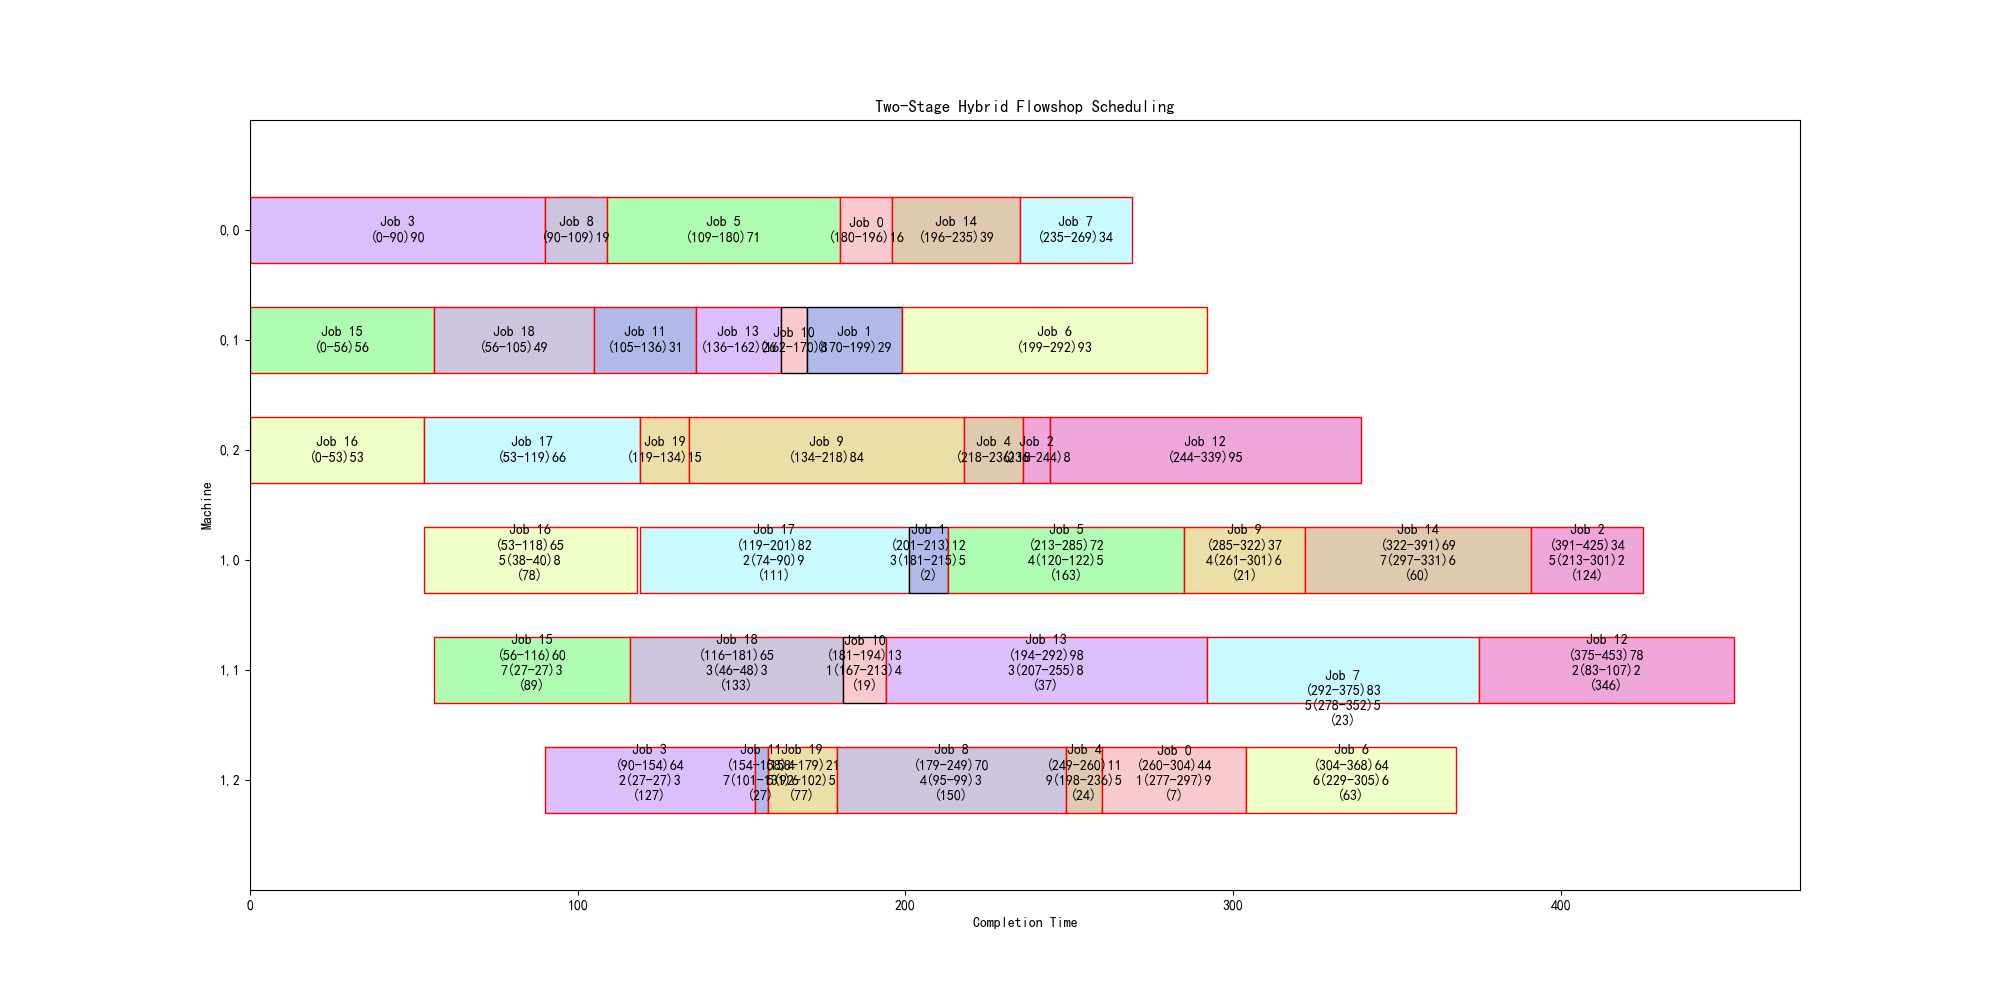 Two-Stage Hybrid Flowshop Scheduling
0,0
Job 3
(0-90)90
Job 8
(90-109)19
Job 5
(109-180)71
Job 0
(180-196)16
Job 14
(196-235)39
Job 7
(235-269)34
0,1
Job 15
(0-56)56
Job 18
(56-105)49
Job 11
(105-136)31
Job 13
(136-162)26
Job 10
(162-170)8
Job 1
(170-199)29
Job 6
(199-292)93
0,2
Job 16
(0-53)53
Job 17
(53-119)66
Job 19
(119-134)15
Job 9
(134-218)84
Job 4
(218-236)18
Job 2
(236-244)8
Job 12
(244-339)95
Machine
1,0
Job 16
(53-118)65
5(38-40)8
(78)
Job 17
(119-201)82
2(74-90)9
(111)
Job 1
(201-213)12
3(181-215)5
(2)
Job 5
(213-285)72
4(120-122)5
(163)
Job 9
(285-322)37
4(261-301)6
(21)
Job 14
(322-391)69
7(297-331)6
(60)
Job 2
(391-425)34
5(213-301)2
(124)
1,1
Job 15
(56-116)60
7(27-27)3
(89)
Job 18
(116-181)65
3(46-48)3
(133)
Job 10
(181-194)13
1(167-213)4
(19)
Job 13
(194-292)98
3(207-255)8
(37)
Job 7
(292-375)83
5(278-352)5
(23)
Job 12
(375-453)78
2(83-107)2
(346)
1,2
Job 3
(90-154)64
2(27-27)3
(127)
Job 11
(154-158)4
(27)
Job 19
(158-179)21
(77)
Job 8
(179-249)70
4(95-99)3
(150)
Job 4
(249-260)11
9(198-236)5
(24)
Job 0
(260-304)44
1(277-297)9
(7)
Job 6
(304-368)64
6(229-305)6
(63)
0
100
200
300
400
Completion Time